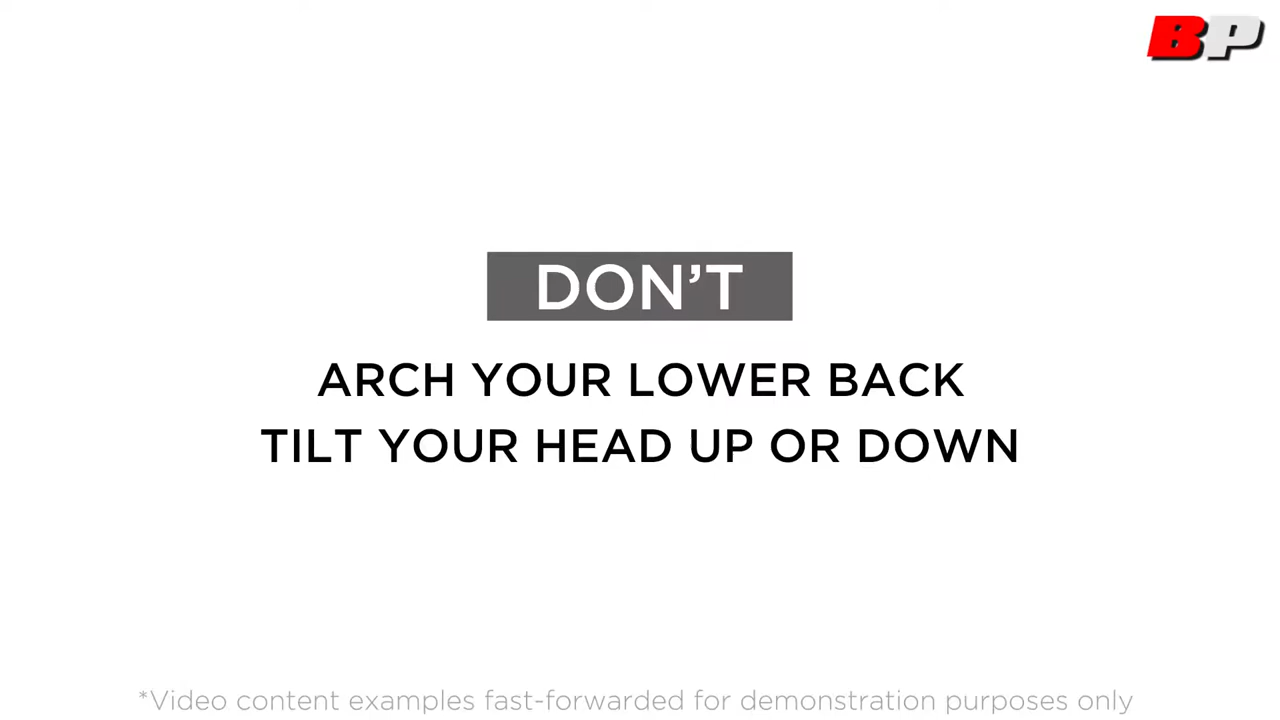 BP
DON’T
ARCH YOUR LOWER BACK
TILT YOUR HEAD UP OR DOWN
*Video content examples fast-forwarded for demonstration purposes only